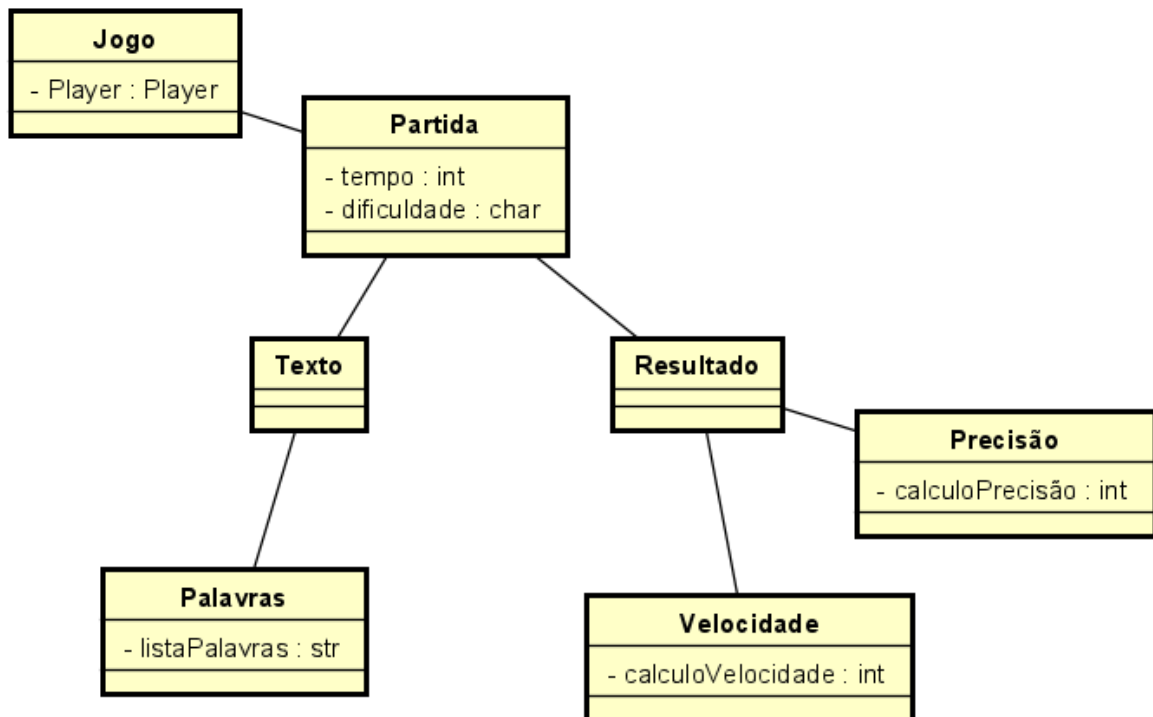 Jogo
- Player : Player
Partida
- tempo : int
- dificuldade : char
Texto
Resultado
Precisão
- calculoPrecisão : int
Palavras
- listaPalavras : str
Velocidade
- calculoVelocidade : int